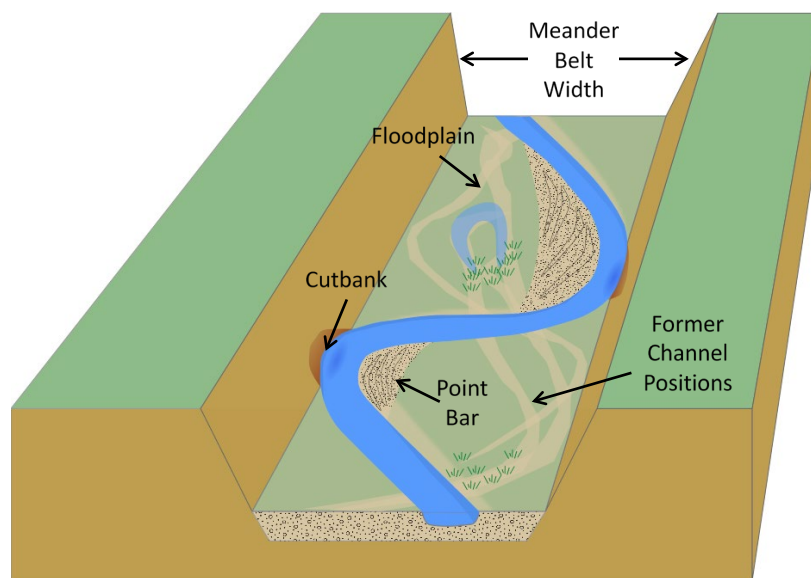 Meander
Belt
Width
Floodplain
Cutbank
Former
Channel
Positions
Point
Bar